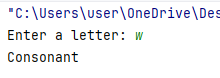 "C:\Users\user\OneDrive\Des
Enter a letter: w
Consonant